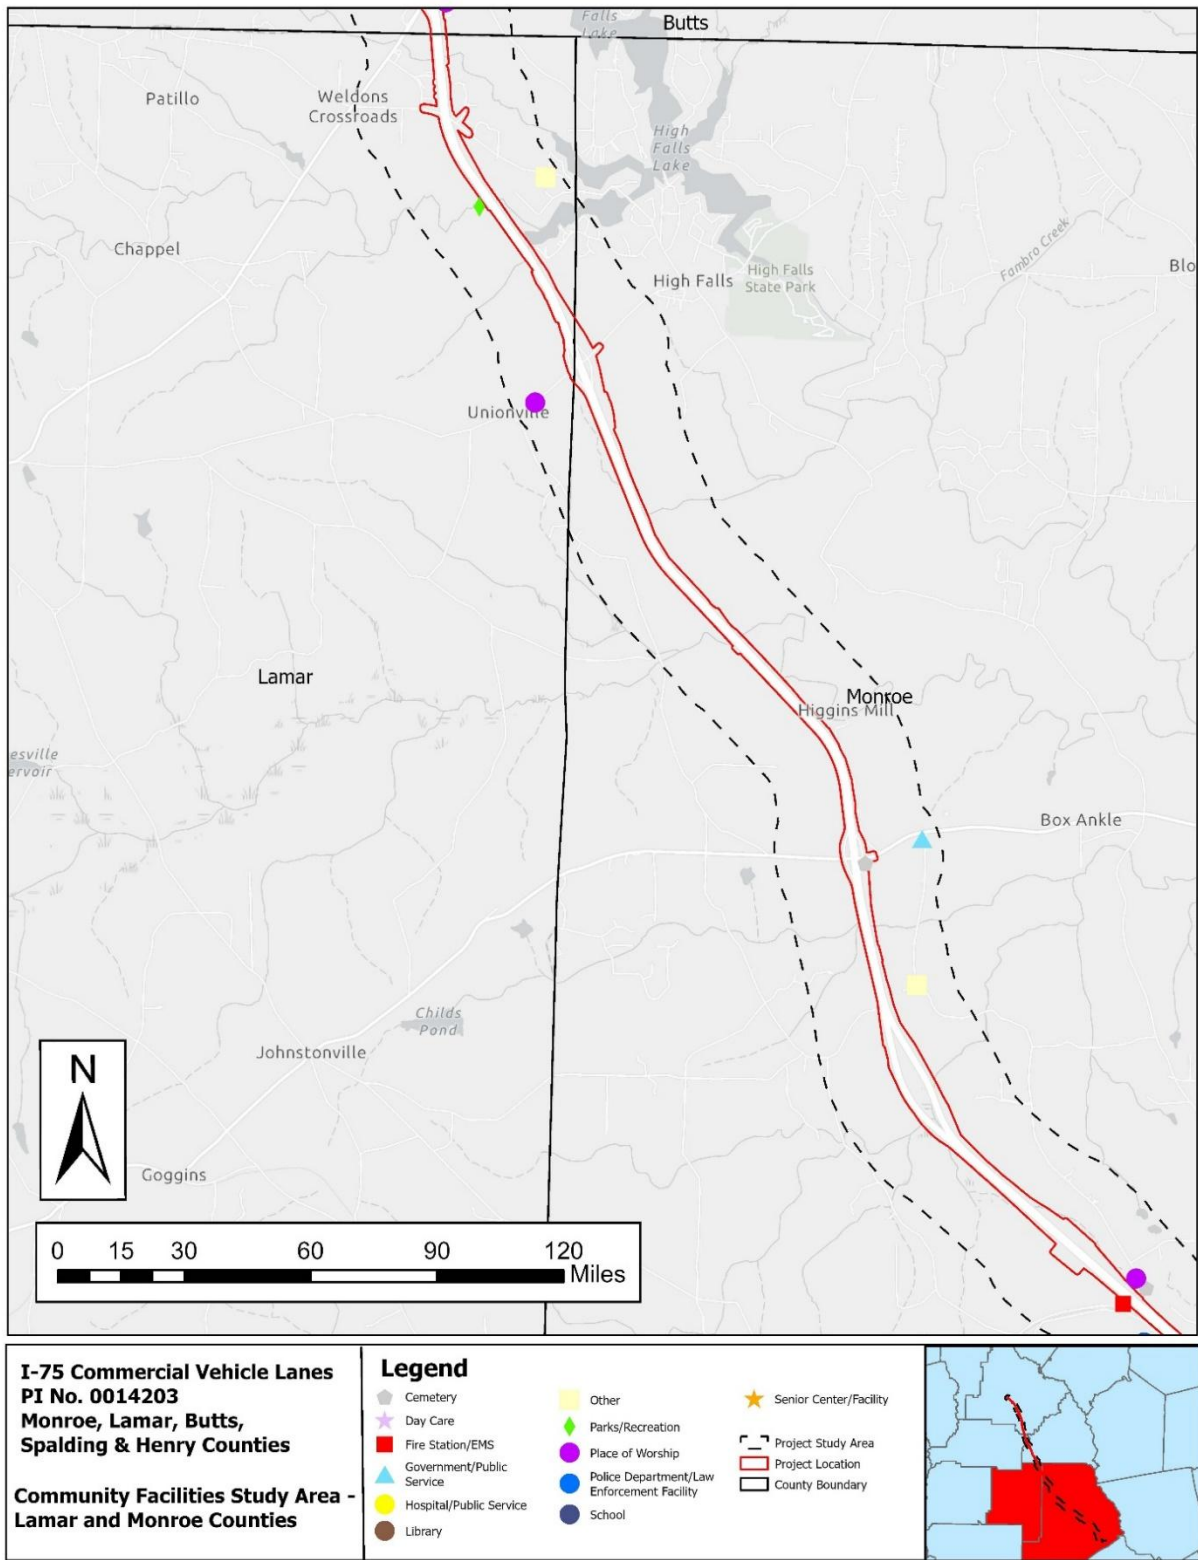 Falls
Lake
Butts
Patillo
Weldons
Crossroads
High
Falls
Lake
Chappel
High Falls
High Falls
State Park
Fambro Creek
Blo
Unionville
Lamar
Monroe
Higgins Mill
esville
ervoir
Box Ankle
Childs
Pond
Johnstonville
N
Goggins
0 15 30 60 90 120
Miles
I-75 Commercial Vehicle Lanes
PI No. 0014203
Monroe, Lamar, Butts,
Spalding & Henry Counties
Community Facilities Study Area -
Lamar and Monroe Counties
Legend
Cemetery
Day Care
Fire Station/EMS
Government/Public
Service
Hospital/Public Service
Library
Other
Parks/Recreation
Place of Worship
Police Department/Law
Enforcement Facility
School
Senior Center/Facility
Project Study Area
Project Location
County Boundary